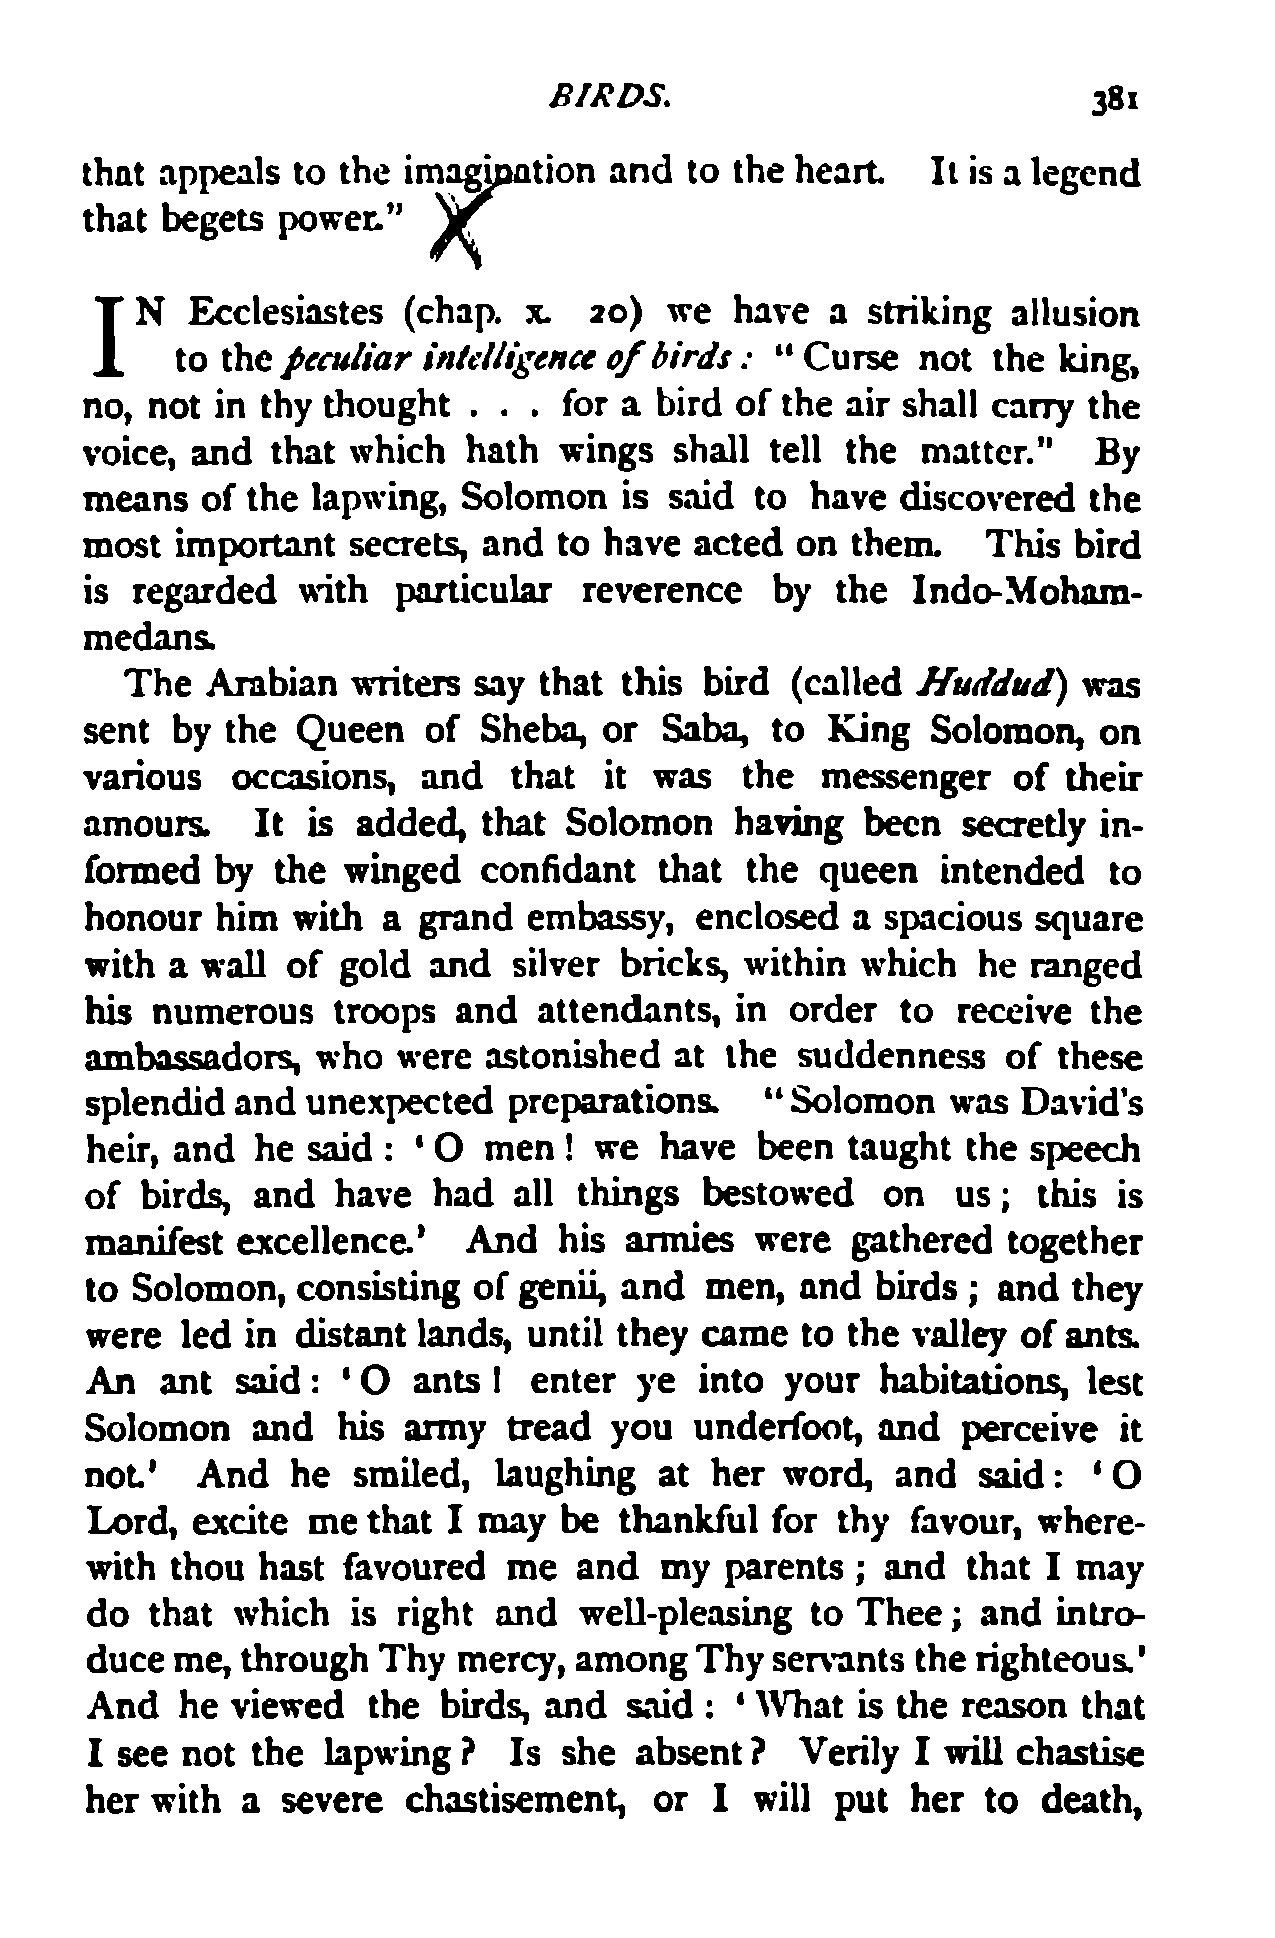 BIRDS. 381
that appeals to the imagination and to the heart. It is a legend
that begets power."
IN Ecclesiastes (chap. x. 20) we have a striking allusion
to the peculiar intelligence of birds: "Curse not the king,
no, not in thy thought . . . for a bird of the air shall carry the
voice, and that which hath wings shall tell the matter." By
means of the lapwing, Solomon is said to have discovered the
most important secrets, and to have acted on them. This bird
is regarded with particular reverence by the Indo-Moham-
medans.
The Arabian writers say that this bird (called Huddud) was
sent by the Queen of Sheba, or Saba, to King Solomon, on
various occasions, and that it was the messenger of their
amours. It is added, that Solomon having been secretly in-
formed by the winged confidant that the queen intended to
honour him with a grand embassy, enclosed a spacious square
with a wall of gold and silver bricks, within which he ranged
his numerous troops and attendants, in order to receive the
ambassadors, who were astonished at the suddenness of these
splendid and unexpected preparations. "Solomon was David's
heir, and he said: 'O men! we have been taught the speech
of birds, and have had all things bestowed on us; this is
manifest excellence.' And his armies were gathered together
to Solomon, consisting of genii, and men, and birds; and they
were led in distant lands, until they came to the valley of ants.
An ant said: 'O ants! enter ye into your habitations, lest
Solomon and his army tread you underfoot, and perceive it
not.' And he smiled, laughing at her word, and said: 'O
Lord, excite me that I may be thankful for thy favour, where-
with thou hast favoured me and my parents; and that I may
do that which is right and well-pleasing to Thee; and intro-
duce me, through Thy mercy, among Thy servants the righteous.'
And he viewed the birds, and said: 'What is the reason that
I see not the lapwing? Is she absent? Verily I will chastise
her with a severe chastisement, or I will put her to death,